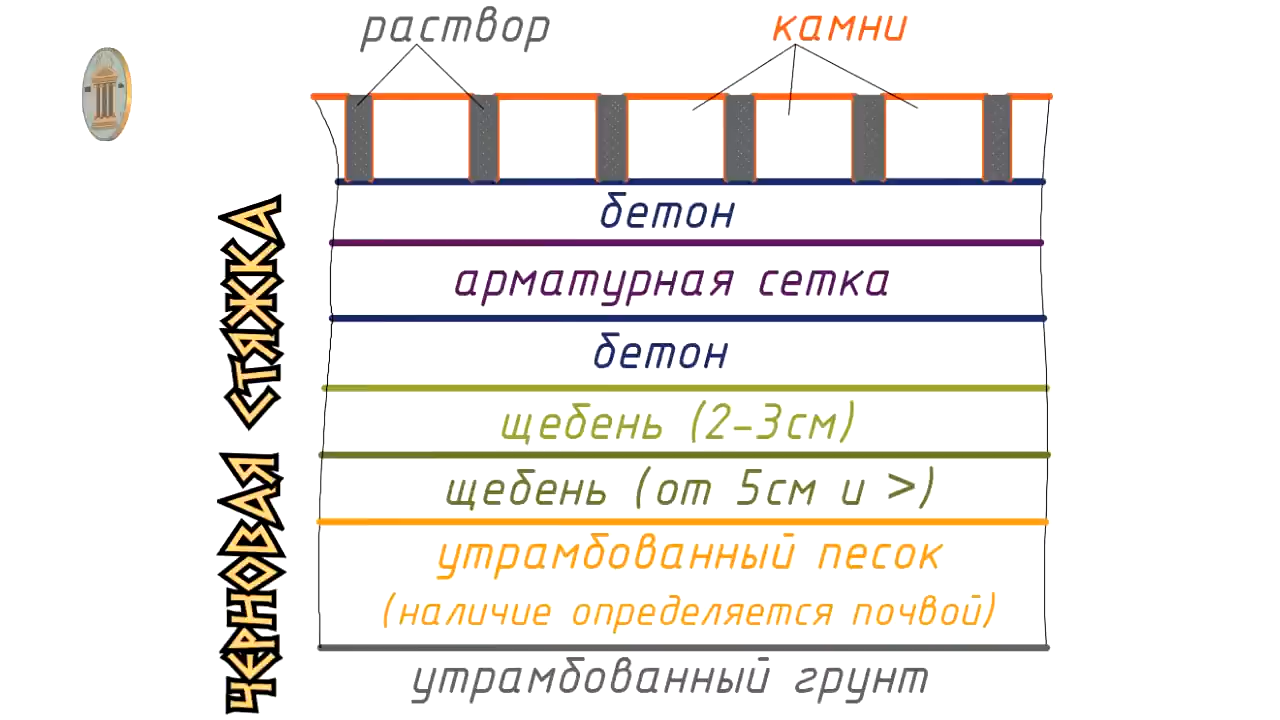 раствор
камни
бетон
арматурная сетка
бетон
щебень (2-3см)
щебень (от 5см и >)
утрамбованный песок
(наличие определяется почвой)
утрамбованный грунт
ЧЕРНОВАЯ СТЯЖКА